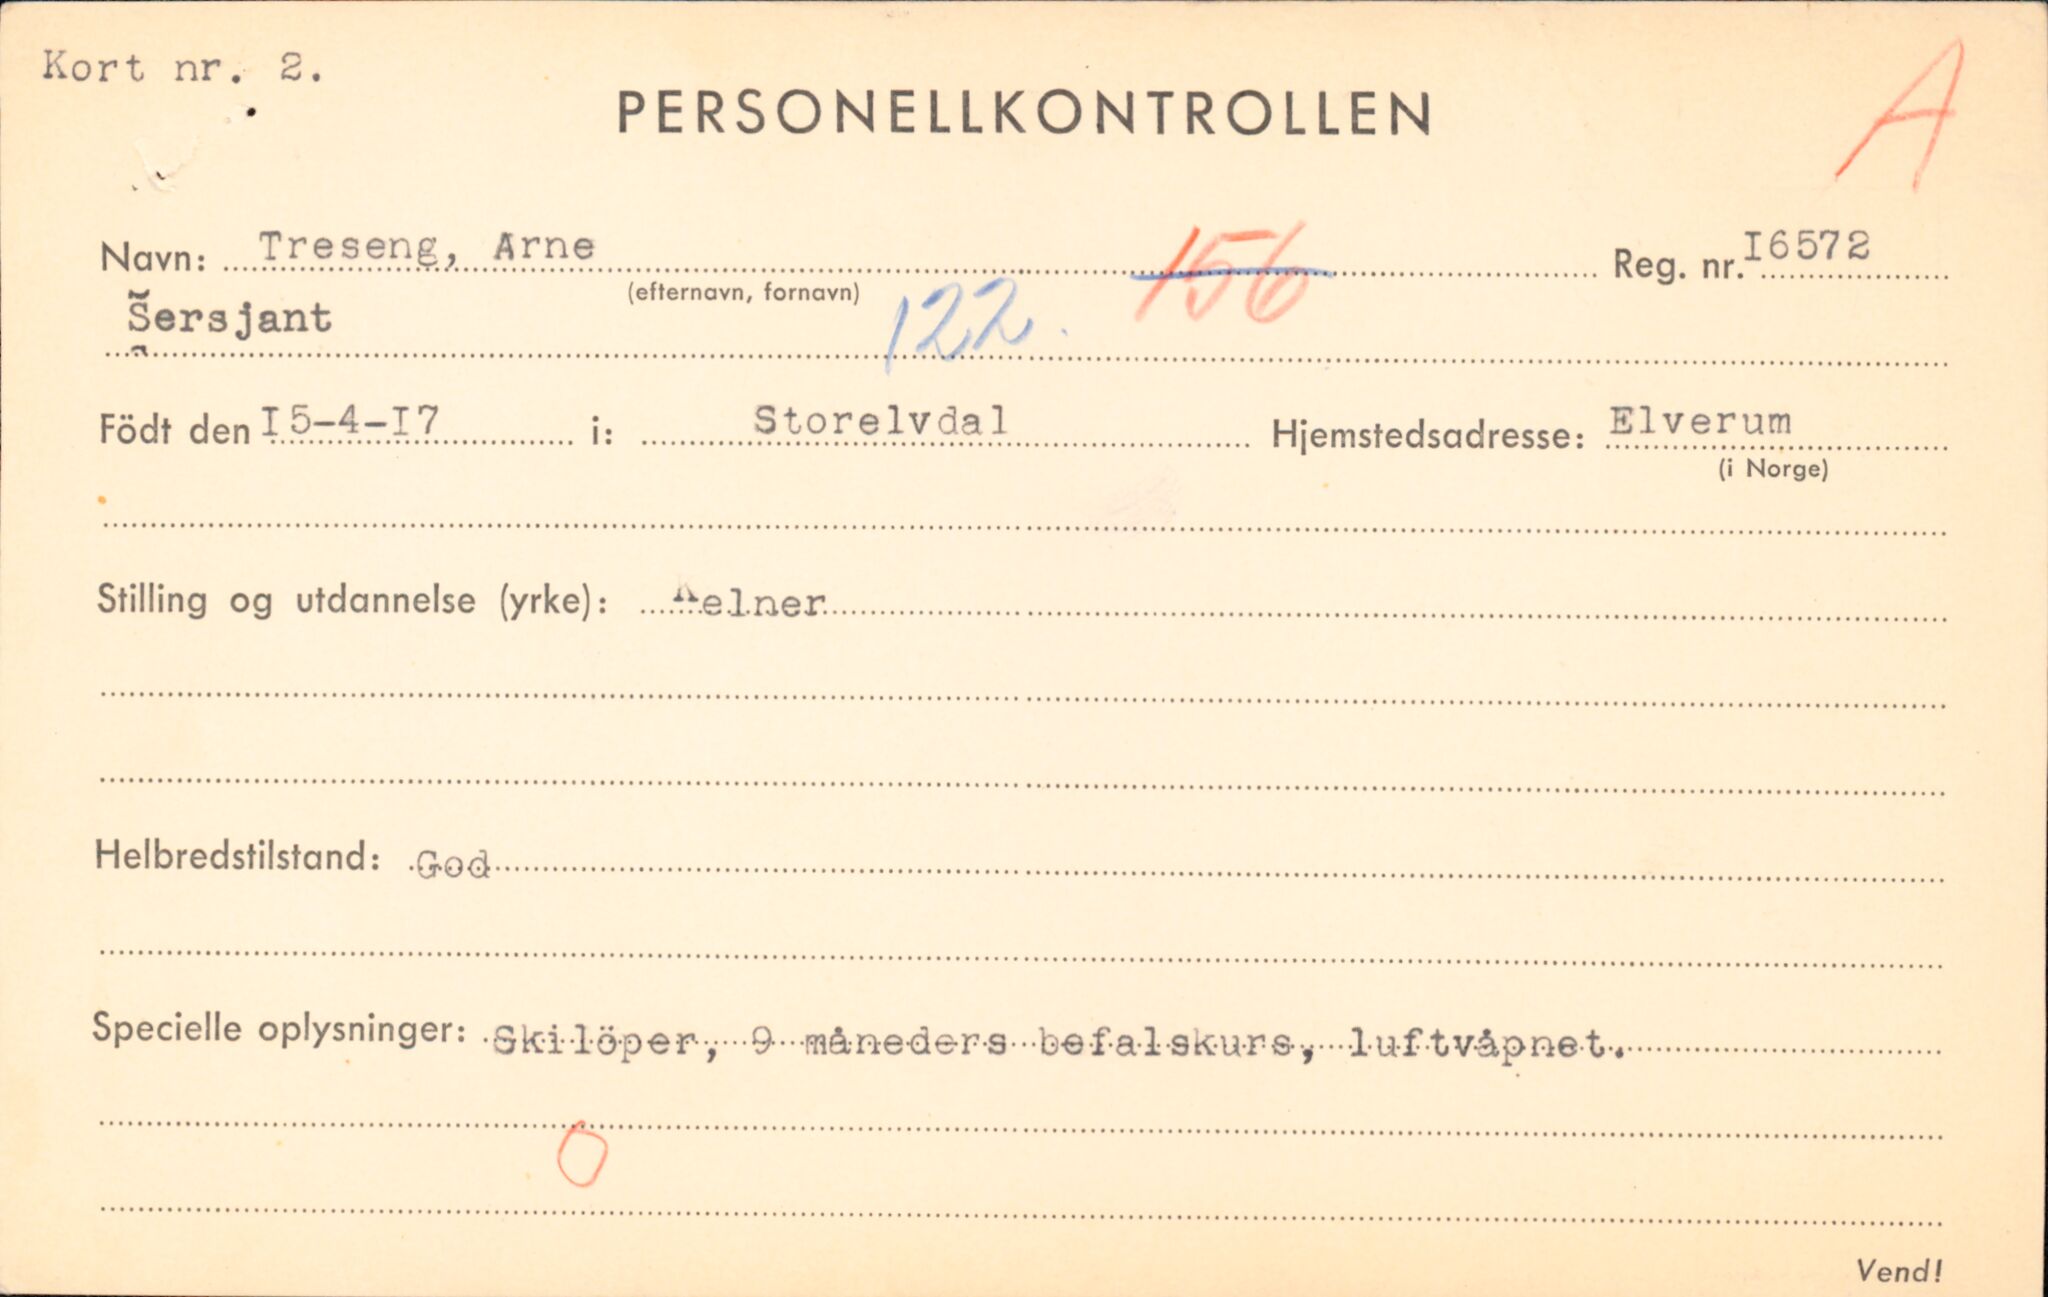 Kort nr. 2.
PERSONELLKONTROLLEN
A
Navn: Treseng, Arne 156 Reg. nr. I6572
(efternavn, fornavn)
Sersjant 122.
Födt den I5-4-I7 i: Storelvdal Hjemstedsadresse: Elverum
(i Norge)
Stilling og utdannelse (yrke): Kelner
Helbredstilstand: God
Specielle oplysninger: Skilöper, 9 måneders befalskurs, luftvåpnet.
O
Vend!